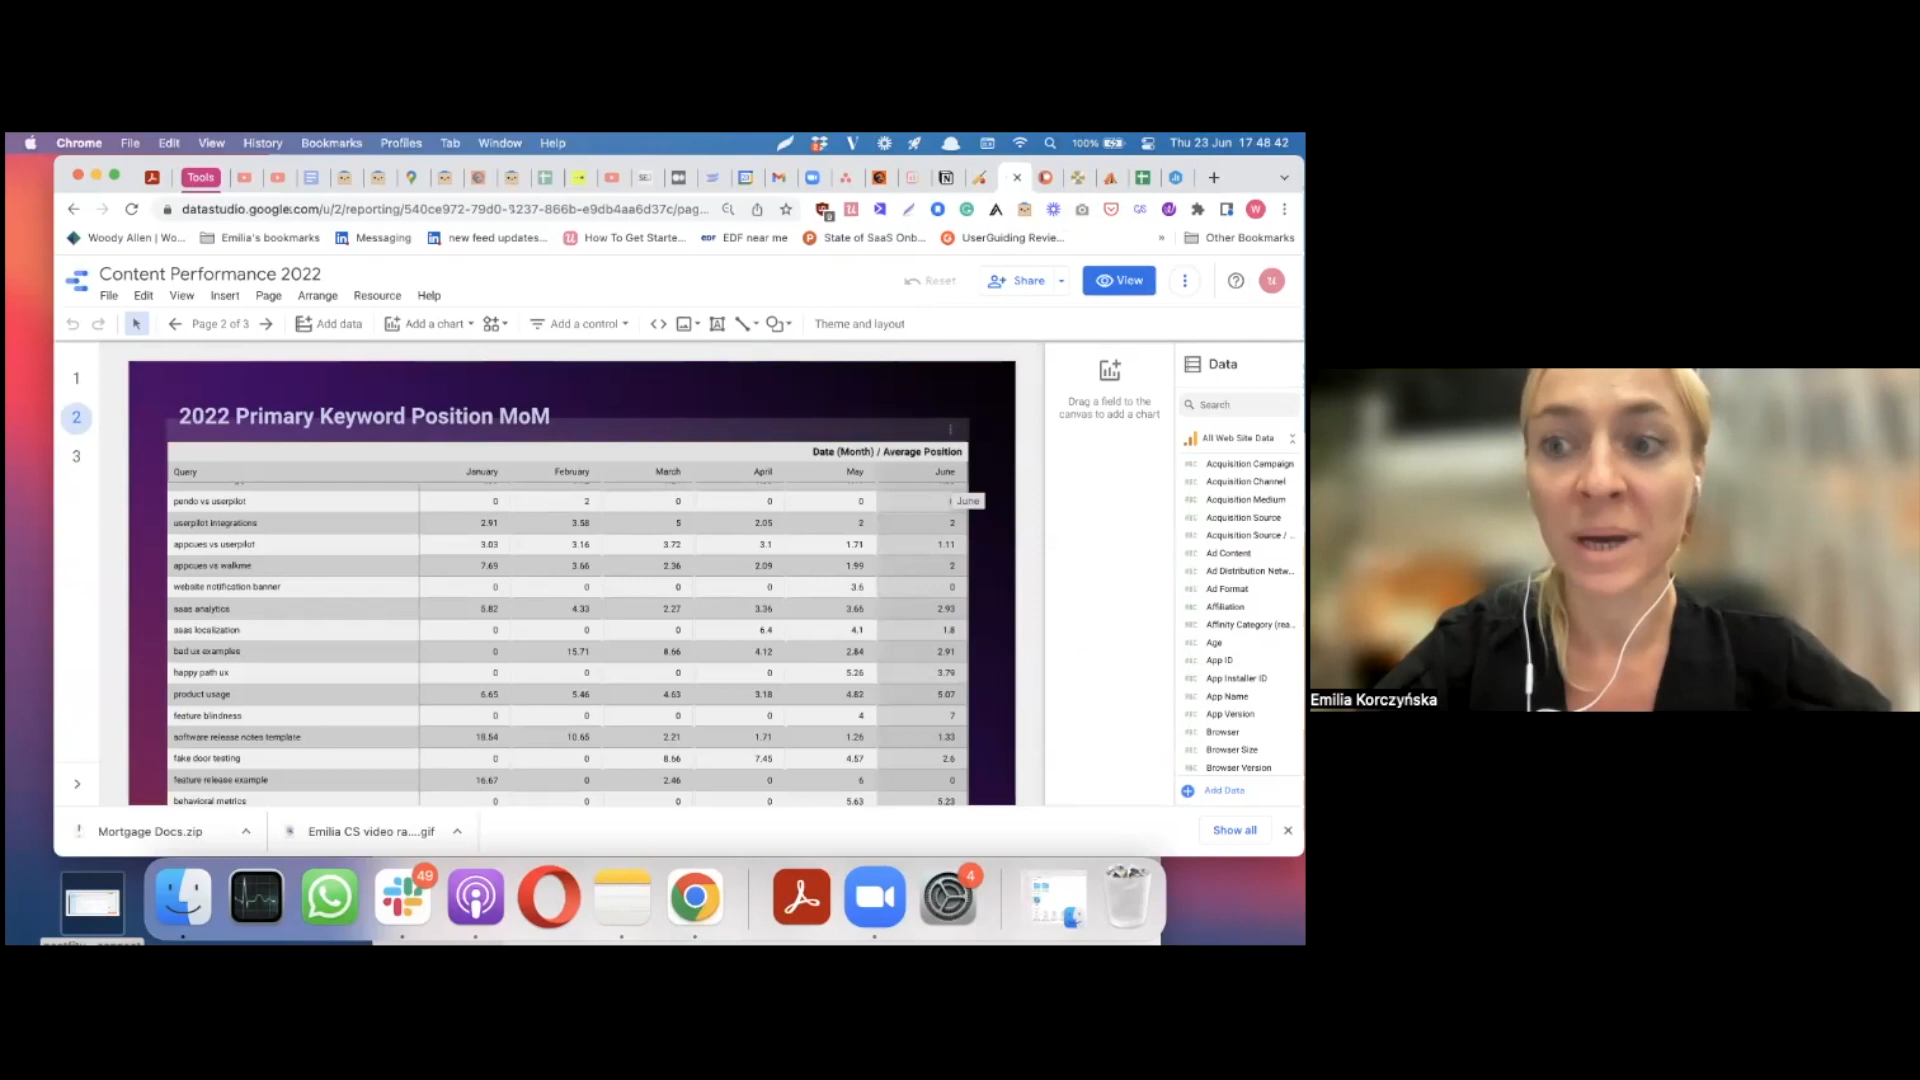 Chrome File Edit View History Bookmarks Profiles Tab Window Help 100% Thu 23 Jun 17 48 42
Tools
datastudio.google.com/u/2/reporting/540ce972-79d0-
Woody Allen | Wo... Emilia's bookmarks Messaging new feed updates... How To Get Starte... EDF near me State of SaaS Onb... UserGuiding Revie... » Other Bookmarks
Content Performance 2022
Reset Share View
File Edit View Insert Page Arrange Resource Help
Page 2 of 3 Add data Add a chart Add a control Theme and layout
1
2
3
2022 Primary Keyword Position MoM
Date (Month) / Average Position
Query January February March April May June
pendo vs userpilot 0 2 0 0 0 June
userpilot integrations 2.91 3.58 5 2.05 2 2
appcues vs userpilot 3.03 3.16 3.72 3.1 1.71 1.11
appcues vs walkme 7.69 3.66 2.36 2.09 1.99 2
website notification banner 0 0 0 0 3.6 0
saas analytics 5.82 4.33 2.27 3.36 3.66 2.93
saas localization 0 0 0 6.4 4.1 1.8
bad ux examples 0 15.71 8.66 4.12 2.84 2.91
happy path ux 0 0 0 0 5.26 3.79
product usage 6.65 5.46 4.63 3.18 4.82 5.07
feature blindness 0 0 0 0 4 7
software release notes template 18.54 10.65 2.21 1.71 1.26 1.33
fake door testing 0 0 8.66 7.45 4.57 2.6
feature release example 16.67 0 2.46 0 6 0
behavioral metrics 0 0 0 0 5.63 5.23
Drag a field to the
canvas to add a chart
Data
Search
All Web Site Data
Acquisition Campaign
Acquisition Channel
Acquisition Medium
Acquisition Source
Acquisition Source / ...
Ad Content
Ad Distribution Netw...
Ad Format
Affiliation
Affinity Category (rea...
Age
App ID
App Installer ID
App Name
App Version
Browser
Browser Size
Browser Version
Add Data
Mortgage Docs.zip Emilia CS video ra....gif Show all
49
4
Emilia Korczyńska